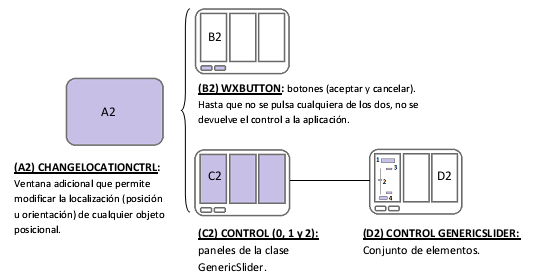 B2
(B2) WXBUTTON: botones (aceptar y cancelar).
Hasta que no se pulsa cualquiera de los dos, no se
devuelve el control a la aplicación.
A2
(A2) CHANGELOCATIONCTRL:
Ventana adicional que permite
modificar la localización (posición
u orientación) de cualquier objeto
posicional.
C2
(C2) CONTROL (0, 1 y 2):
paneles de la clase
GenericSlider.
1
3
2
4
D2
(D2) CONTROL GENERICSLIDER:
Conjunto de elementos.